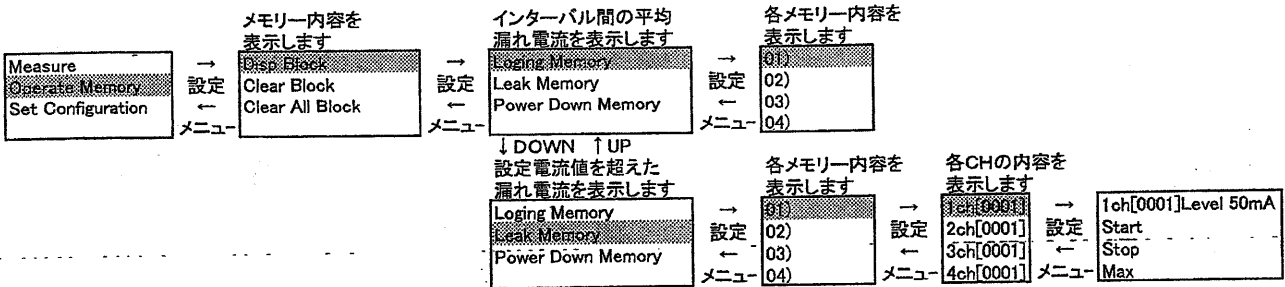 メモリー内容を
表示します
インターバル間の平均
漏れ電流を表示します
各メモリー内容を
表示します
Measure
Operate Memory
Set Configuration
→
設定
←
メニュー
Disp Block
Clear Block
Clear All Block
→
設定
←
メニュー
Loging Memory
Leak Memory
Power Down Memory
→
設定
←
メニュー
01)
02)
03)
04)
↓DOWN ↑UP
設定電流値を超えた
漏れ電流を表示します
各メモリー内容を
表示します
各CHの内容を
表示します
Loging Memory
Leak Memory
Power Down Memory
→
設定
←
メニュー
01)
02)
03)
04)
→
設定
←
メニュー
1ch[0001]
2ch[0001]
3ch[0001]
4ch[0001]
→
設定
←
メニュー
1ch[0001]Level 50mA
Start
Stop
Max